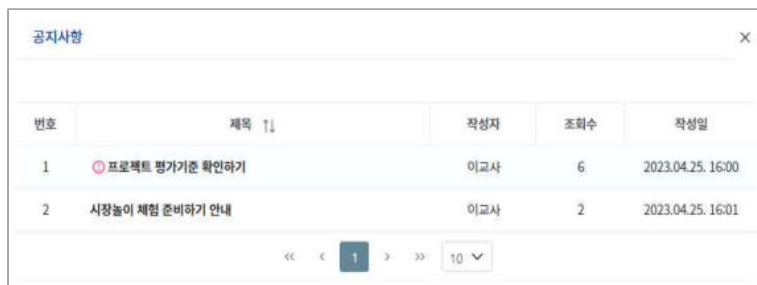 공지사항
번호 제목 작성자 조회수 작성일
1 프로젝트 평가기준 확인하기 이교사 6 2023.04.25. 16:00
2 시장놀이 체험 준비하기 안내 이교사 2 2023.04.25. 16:01
« ‹ 1 › » 10